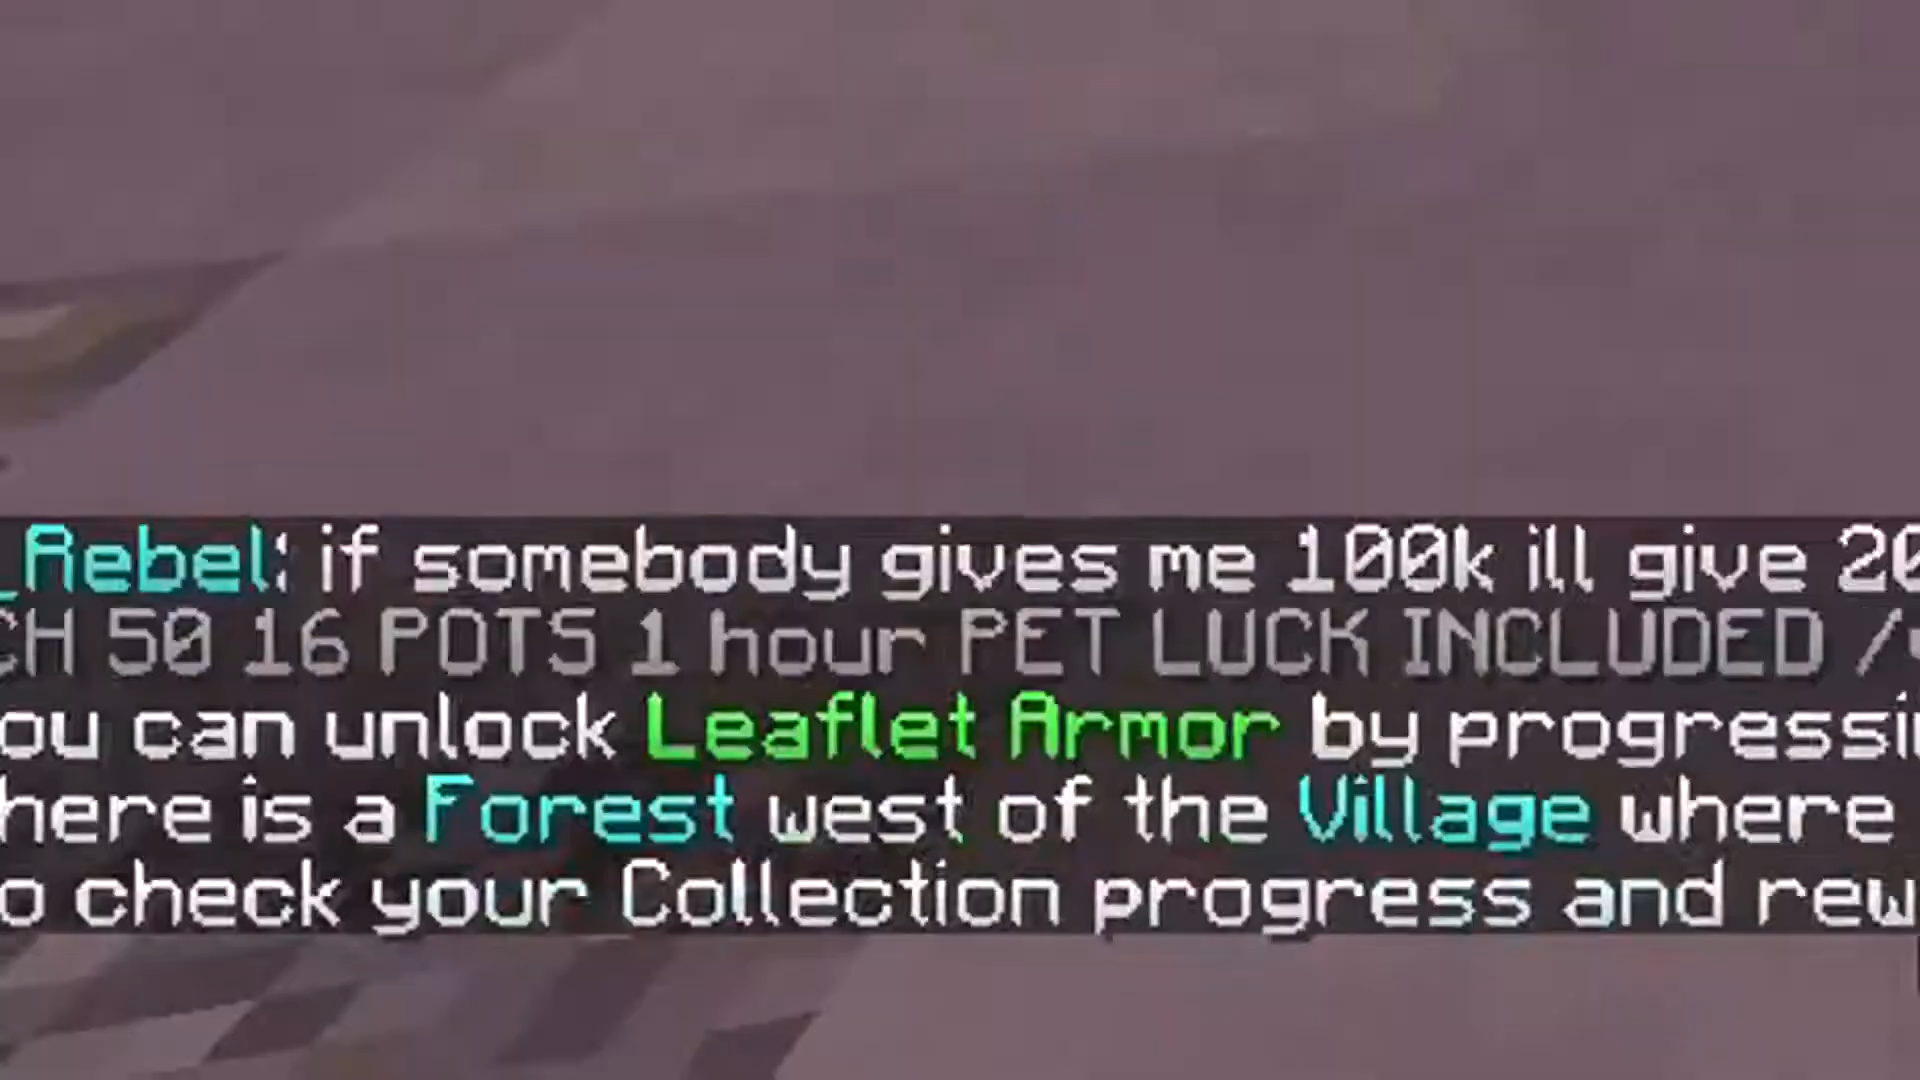 _Rebel: if somebody gives me 100k ill give 20
CH 50 16 POTS 1 hour PET LUCK INCLUDED /
ou can unlock Leaflet Armor by progressi
here is a Forest west of the Village where
o check your Collection progress and rew